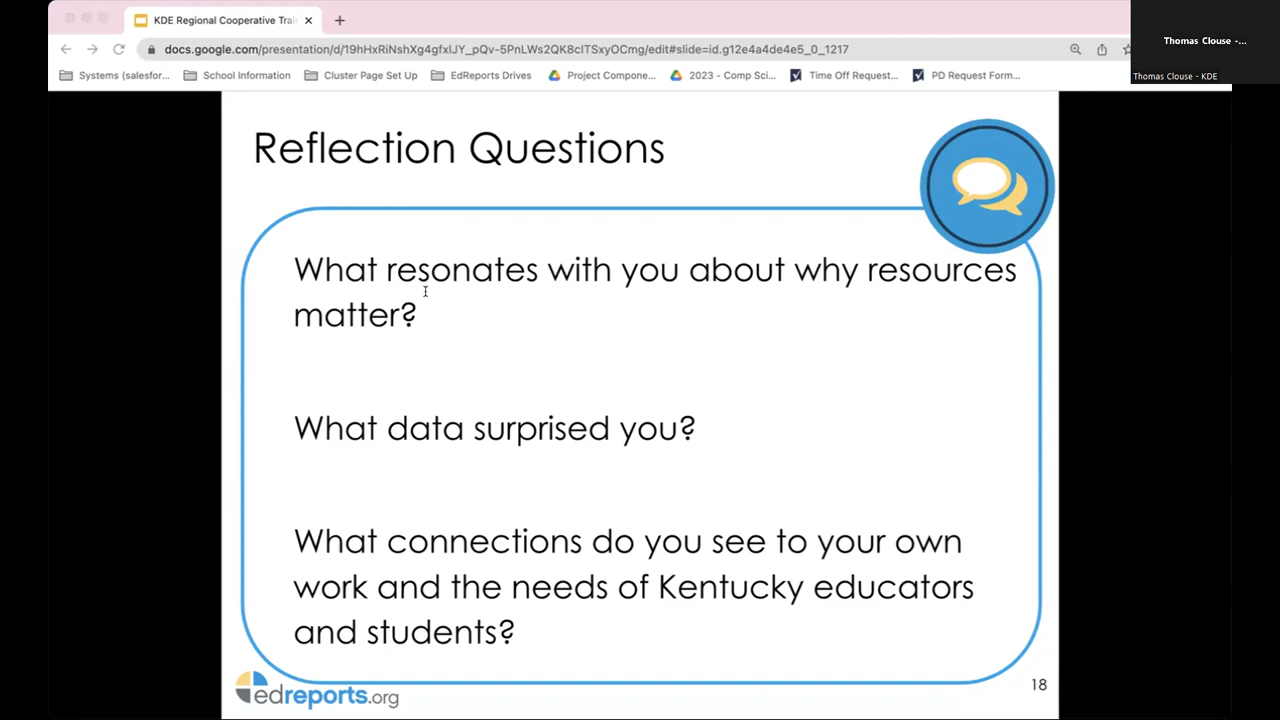 KDE Regional Cooperative Trai
docs.google.com/presentation/d/19hHxRiNshXg4gfxIJY_pQv-5PnLWs2QK8cITSxyOCmg/edit#slide=id.g12e4a4de4e5_0_1217
Thomas Clouse -...
Thomas Clouse - KDE
Systems (salesfor... School Information Cluster Page Set Up EdReports Drives Project Compone... 2023 - Comp Sci... Time Off Request... PD Request Form...
Reflection Questions
What resonates with you about why resources
matter?
What data surprised you?
What connections do you see to your own
work and the needs of Kentucky educators
and students?
edreports.org
18